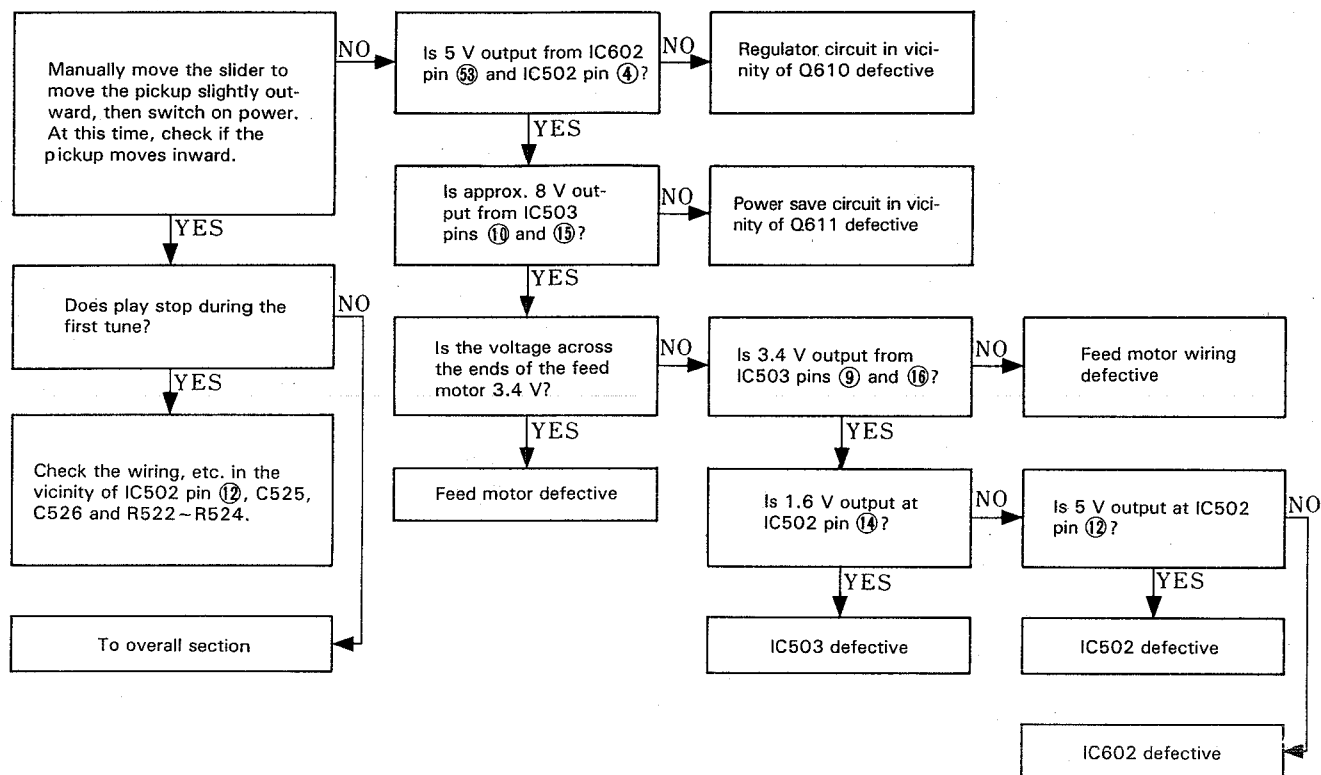 Manually move the slider to
move the pickup slightly out-
ward, then switch on power.
At this time, check if the
pickup moves inward.
NO
Is 5 V output from IC602
pin ㊼ and IC502 pin ④?
NO
Regulator circuit in vici-
nity of Q610 defective
YES
Is approx. 8 V out-
put from IC503
pins ⑩ and ⑮?
NO
Power save circuit in vici-
nity of Q611 defective
YES
YES
Does play stop during the
first tune?
NO
Is the voltage across
the ends of the feed
motor 3.4 V?
NO
Is 3.4 V output from
IC503 pins ⑨ and ⑯?
NO
Feed motor wiring
defective
YES
Check the wiring, etc. in the
vicinity of IC502 pin ⑫, C525,
C526 and R522~R524.
YES
Feed motor defective
YES
Is 1.6 V output at
IC502 pin ⑭?
NO
Is 5 V output at IC502
pin ⑫?
NO
YES
IC503 defective
YES
IC502 defective
To overall section
IC602 defective